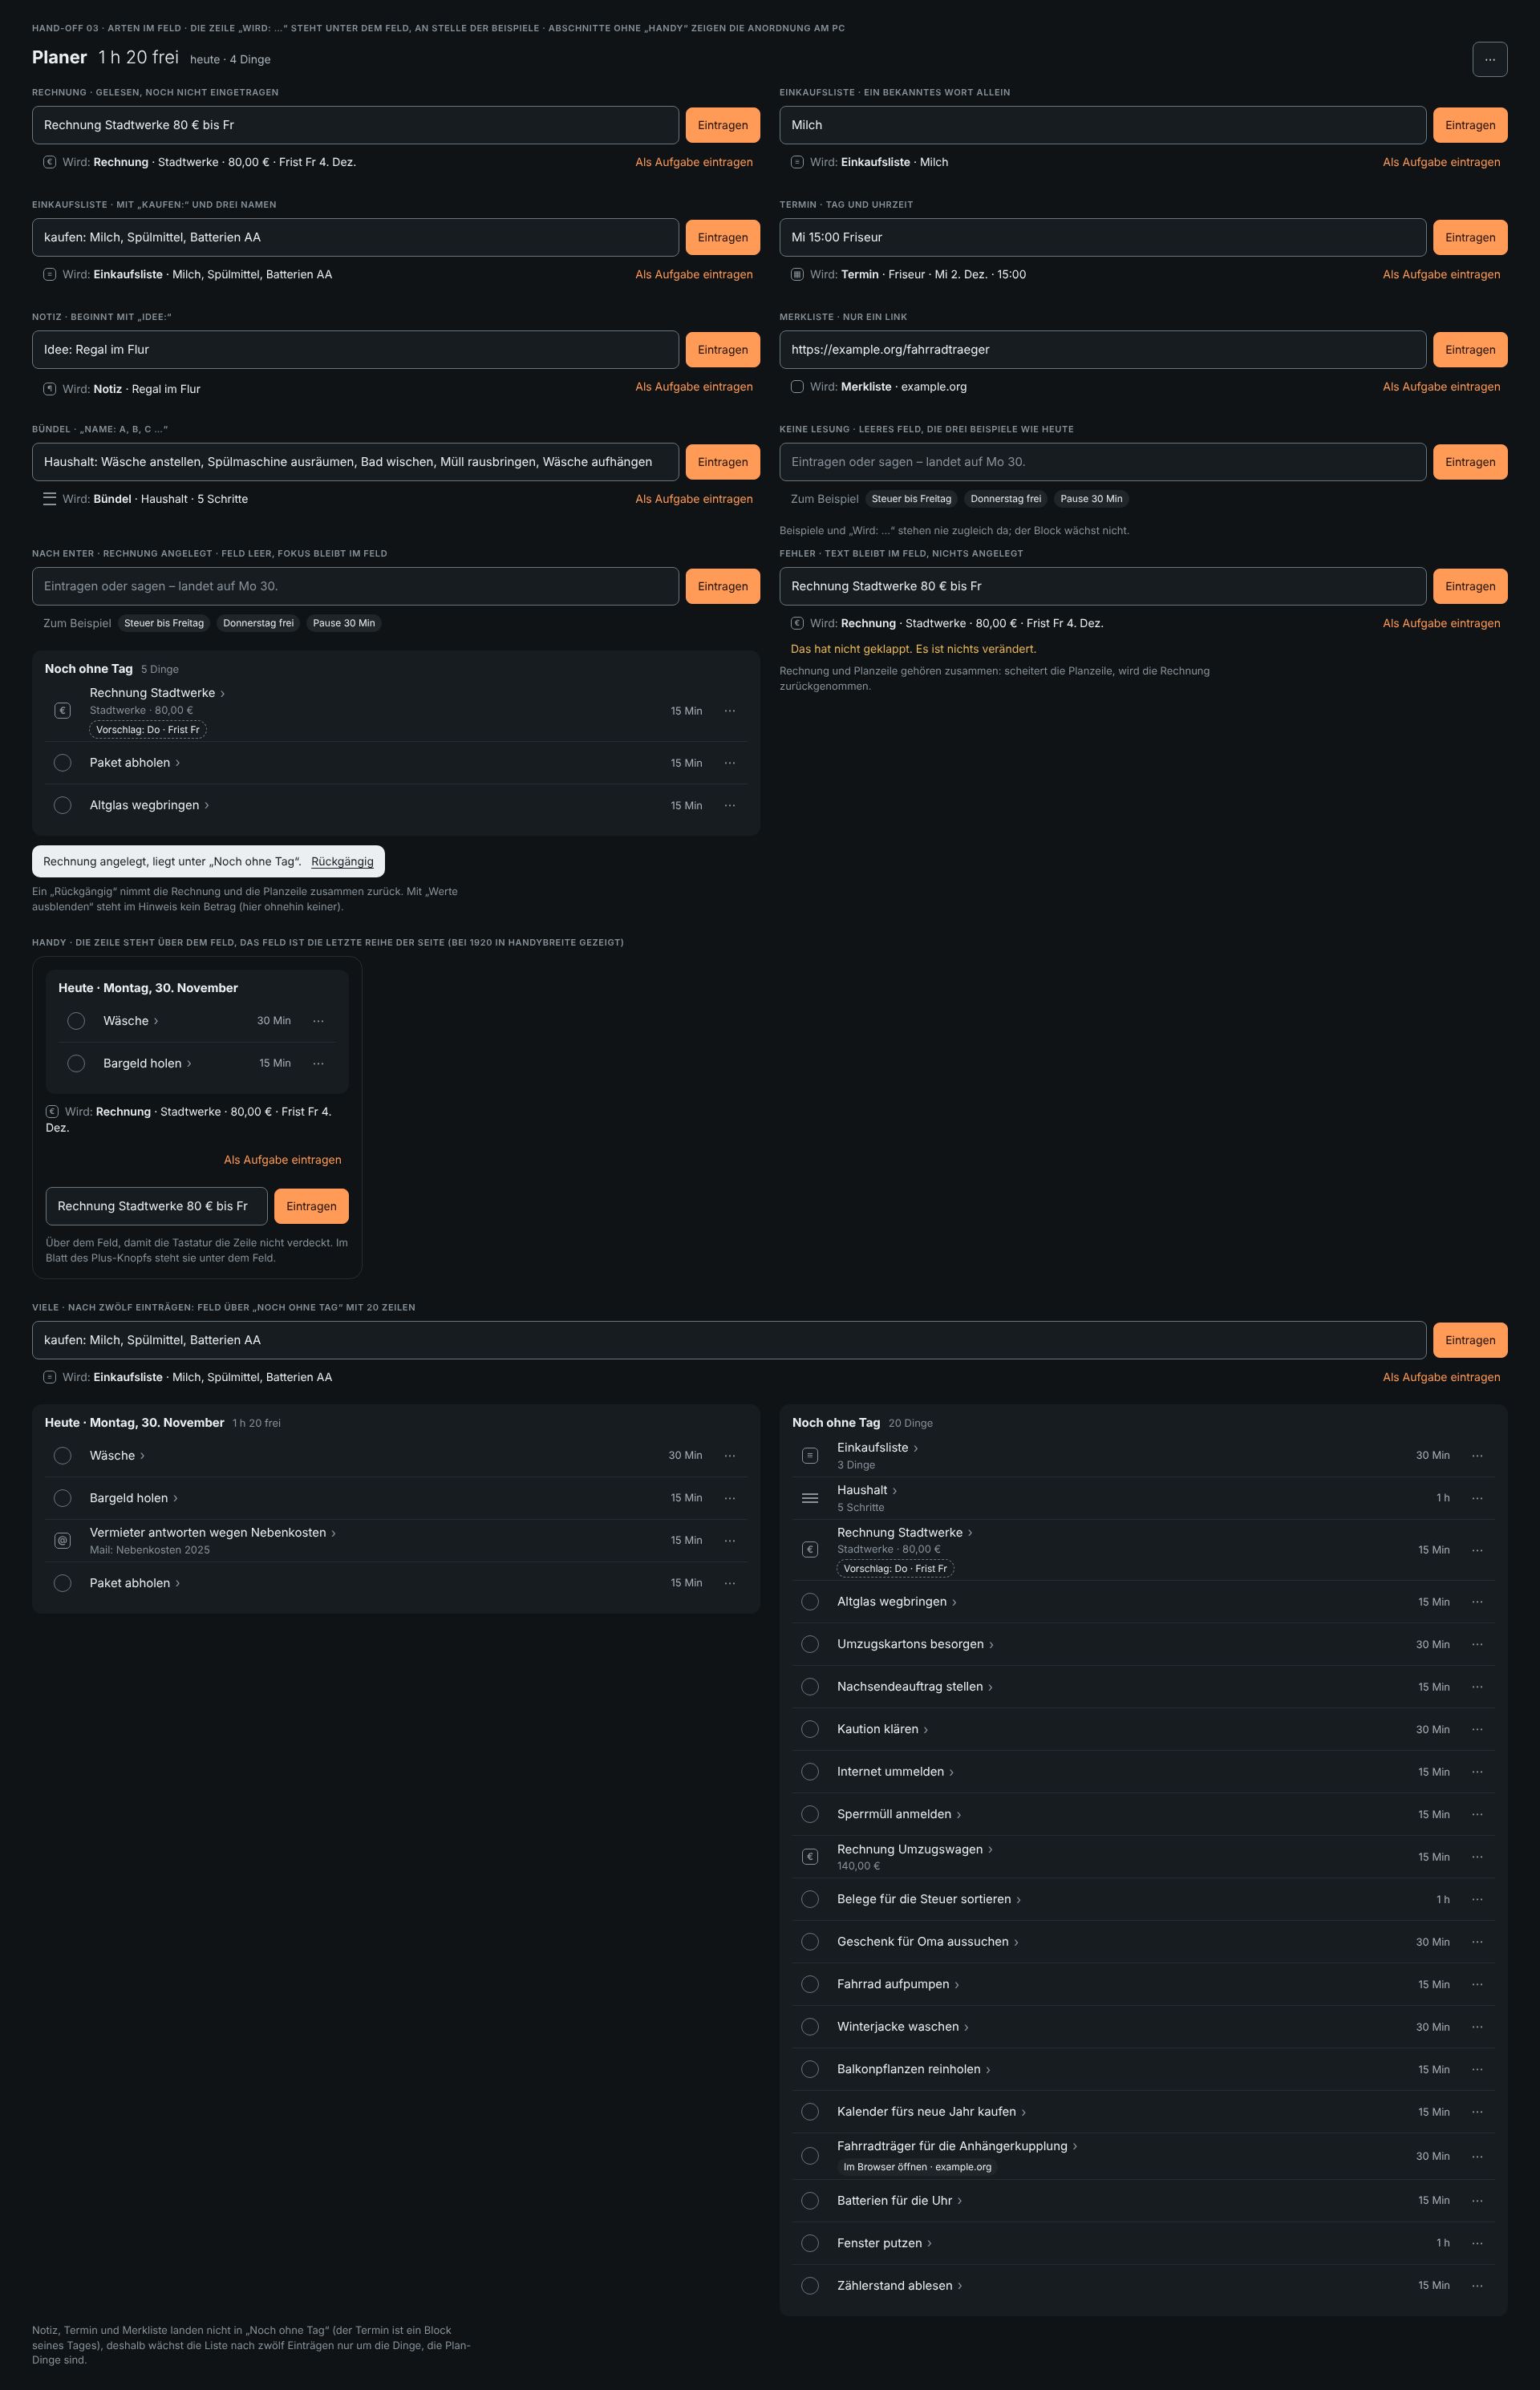 HAND-OFF 03 · ARTEN IM FELD · DIE ZEILE „WIRD: …“ STEHT UNTER DEM FELD, AN STELLE DER BEISPIELE · ABSCHNITTE OHNE „HANDY“ ZEIGEN DIE ANORDNUNG AM PC
Planer 1 h 20 frei heute · 4 Dinge
⋯
RECHNUNG · GELESEN, NOCH NICHT EINGETRAGEN
Rechnung Stadtwerke 80 € bis Fr
Eintragen
€ Wird: Rechnung · Stadtwerke · 80,00 € · Frist Fr 4. Dez.
Als Aufgabe eintragen
EINKAUFSLISTE · EIN BEKANNTES WORT ALLEIN
Milch
Eintragen
Wird: Einkaufsliste · Milch
Als Aufgabe eintragen
EINKAUFSLISTE · MIT „KAUFEN:“ UND DREI NAMEN
kaufen: Milch, Spülmittel, Batterien AA
Eintragen
Wird: Einkaufsliste · Milch, Spülmittel, Batterien AA
Als Aufgabe eintragen
TERMIN · TAG UND UHRZEIT
Mi 15:00 Friseur
Eintragen
Wird: Termin · Friseur · Mi 2. Dez. · 15:00
Als Aufgabe eintragen
NOTIZ · BEGINNT MIT „IDEE:“
Idee: Regal im Flur
Eintragen
¶ Wird: Notiz · Regal im Flur
Als Aufgabe eintragen
MERKLISTE · NUR EIN LINK
https://example.org/fahrradtraeger
Eintragen
Wird: Merkliste · example.org
Als Aufgabe eintragen
BÜNDEL · „NAME: A, B, C …“
Haushalt: Wäsche anstellen, Spülmaschine ausräumen, Bad wischen, Müll rausbringen, Wäsche aufhängen
Eintragen
Wird: Bündel · Haushalt · 5 Schritte
Als Aufgabe eintragen
KEINE LESUNG · LEERES FELD, DIE DREI BEISPIELE WIE HEUTE
Eintragen oder sagen – landet auf Mo 30.
Eintragen
Zum Beispiel Steuer bis Freitag Donnerstag frei Pause 30 Min
Beispiele und „Wird: …“ stehen nie zugleich da; der Block wächst nicht.
NACH ENTER · RECHNUNG ANGELEGT · FELD LEER, FOKUS BLEIBT IM FELD
Eintragen oder sagen – landet auf Mo 30.
Eintragen
Zum Beispiel Steuer bis Freitag Donnerstag frei Pause 30 Min
Noch ohne Tag 5 Dinge
€ Rechnung Stadtwerke ›
Stadtwerke · 80,00 €
Vorschlag: Do · Frist Fr
15 Min ⋯
Paket abholen › 15 Min ⋯
Altglas wegbringen › 15 Min ⋯
Rechnung angelegt, liegt unter „Noch ohne Tag“. Rückgängig
Ein „Rückgängig“ nimmt die Rechnung und die Planzeile zusammen zurück. Mit „Werte
ausblenden“ steht im Hinweis kein Betrag (hier ohnehin keiner).
FEHLER · TEXT BLEIBT IM FELD, NICHTS ANGELEGT
Rechnung Stadtwerke 80 € bis Fr
Eintragen
€ Wird: Rechnung · Stadtwerke · 80,00 € · Frist Fr 4. Dez.
Als Aufgabe eintragen
Das hat nicht geklappt. Es ist nichts verändert.
Rechnung und Planzeile gehören zusammen: scheitert die Planzeile, wird die Rechnung
zurückgenommen.
HANDY · DIE ZEILE STEHT ÜBER DEM FELD, DAS FELD IST DIE LETZTE REIHE DER SEITE (BEI 1920 IN HANDYBREITE GEZEIGT)
Heute · Montag, 30. November
Wäsche › 30 Min ⋯
Bargeld holen › 15 Min ⋯
€ Wird: Rechnung · Stadtwerke · 80,00 € · Frist Fr 4.
Dez.
Als Aufgabe eintragen
Rechnung Stadtwerke 80 € bis Fr
Eintragen
Über dem Feld, damit die Tastatur die Zeile nicht verdeckt. Im
Blatt des Plus-Knopfs steht sie unter dem Feld.
VIELE · NACH ZWÖLF EINTRÄGEN: FELD ÜBER „NOCH OHNE TAG“ MIT 20 ZEILEN
kaufen: Milch, Spülmittel, Batterien AA
Eintragen
Wird: Einkaufsliste · Milch, Spülmittel, Batterien AA
Als Aufgabe eintragen
Heute · Montag, 30. November 1 h 20 frei
Wäsche › 30 Min ⋯
Bargeld holen › 15 Min ⋯
@ Vermieter antworten wegen Nebenkosten ›
Mail: Nebenkosten 2025
15 Min ⋯
Paket abholen › 15 Min ⋯
Noch ohne Tag 20 Dinge
Einkaufsliste ›
3 Dinge
30 Min ⋯
Haushalt ›
5 Schritte
1 h ⋯
€ Rechnung Stadtwerke ›
Stadtwerke · 80,00 €
Vorschlag: Do · Frist Fr
15 Min ⋯
Altglas wegbringen › 15 Min ⋯
Umzugskartons besorgen › 30 Min ⋯
Nachsendeauftrag stellen › 15 Min ⋯
Kaution klären › 30 Min ⋯
Internet ummelden › 15 Min ⋯
Sperrmüll anmelden › 15 Min ⋯
€ Rechnung Umzugswagen ›
140,00 €
15 Min ⋯
Belege für die Steuer sortieren › 1 h ⋯
Geschenk für Oma aussuchen › 30 Min ⋯
Fahrrad aufpumpen › 15 Min ⋯
Winterjacke waschen › 30 Min ⋯
Balkonpflanzen reinholen › 15 Min ⋯
Kalender fürs neue Jahr kaufen › 15 Min ⋯
Fahrradträger für die Anhängerkupplung ›
Im Browser öffnen · example.org
30 Min ⋯
Batterien für die Uhr › 15 Min ⋯
Fenster putzen › 1 h ⋯
Zählerstand ablesen › 15 Min ⋯
Notiz, Termin und Merkliste landen nicht in „Noch ohne Tag“ (der Termin ist ein Block
seines Tages), deshalb wächst die Liste nach zwölf Einträgen nur um die Dinge, die Plan-
Dinge sind.